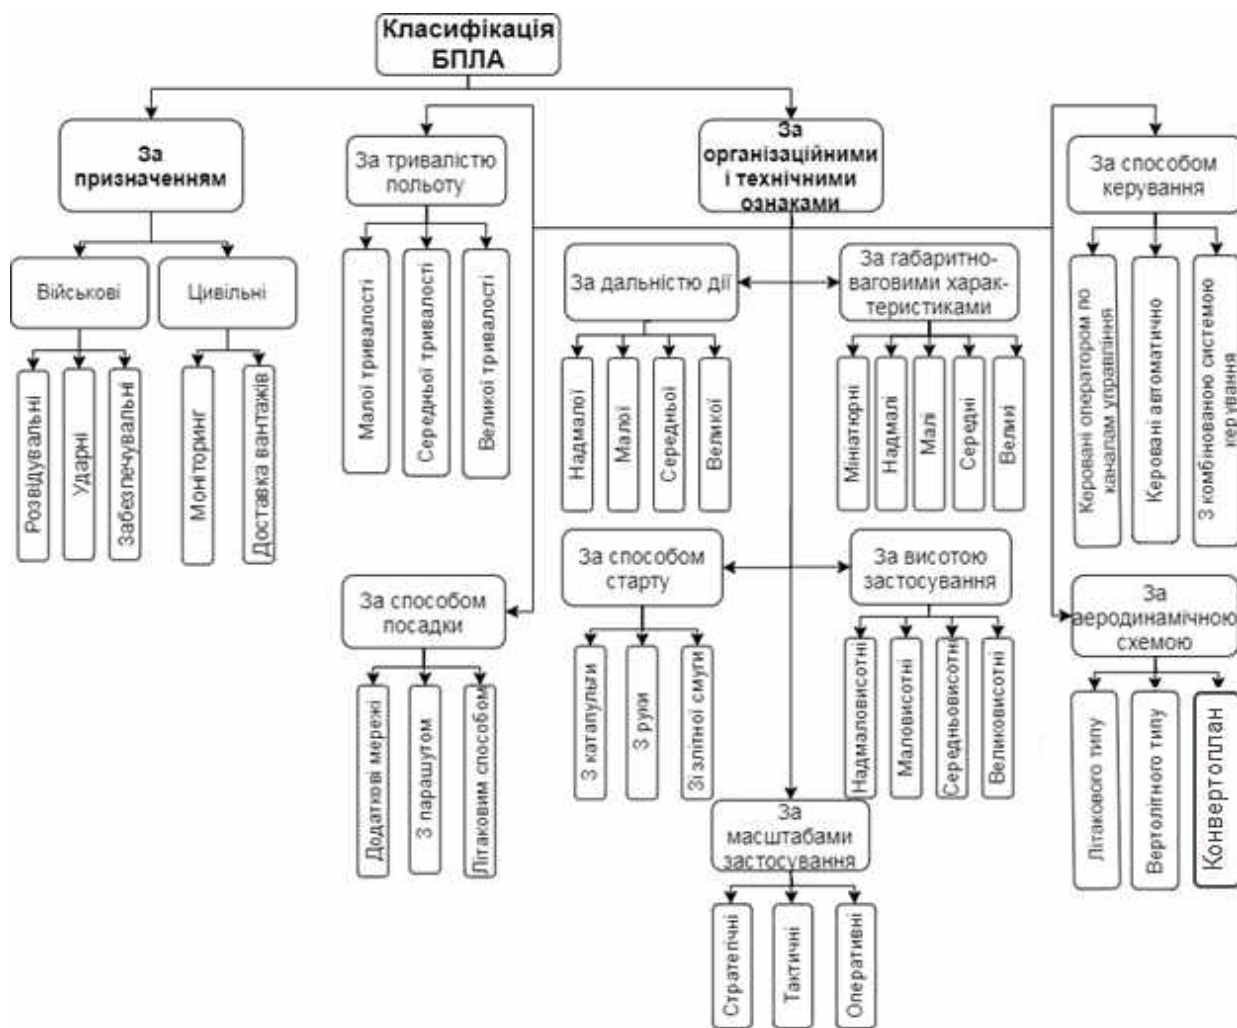 Класифікація
БПЛА
За
призначенням
За тривалістю
польоту
За
організаційними
і технічними
ознаками
За способом
керування
Військові
Цивільні
Розвідувальні
Ударні
Забезпечувальні
Моніторинг
Доставка вантажів
Малої тривалості
Середньої тривалості
Великої тривалості
За дальністю дії
За габаритно-
ваговими харак-
теристиками
Надмалої
Малої
Середньої
Великої
Мініатюрні
Надмалі
Малі
Середні
Великі
Керовані оператором по
каналам управління
Керовані автоматично
З комбінованою системою
керування
За способом
посадки
За способом
старту
За висотою
застосування
За
аеродинамічною
схемою
Додаткові мережі
З парашутом
Літаковим способом
З катапульти
З руки
Зі злітної смуги
Надмаловисотні
Маловисотні
Середньовисотні
Великовисотні
Літакового типу
Вертолітного типу
Конвертоплан
За
масштабами
застосування
Стратегічні
Тактичні
Оперативні